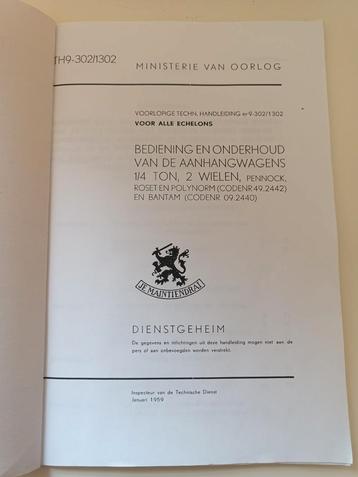 TH9-302/1302
MINISTERIE VAN OORLOG
VOORLOPIGE TECHN. HANDLEIDING nr 9-302/1302
VOOR ALLE ECHELONS
BEDIENING EN ONDERHOUD
VAN DE AANHANGWAGENS
1/4 TON, 2 WIELEN, PENNOCK,
ROSET EN POLYNORM (CODENR 49.2442)
EN BANTAM (CODENR 09.2440)
JE MAINTIENDRAI
DIENSTGEHEIM
De gegevens en inlichtingen uit deze handleiding mogen niet aan de
pers of aan onbevoegden worden verstrekt.
Inspecteur van de Technische Dienst
Januari 1959